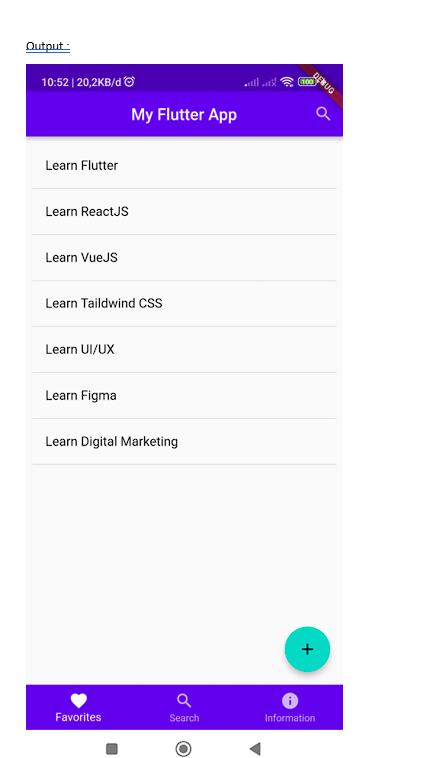 Output :
10:52 | 20,2KB/d
100
DEBUG
My Flutter App
Learn Flutter
Learn ReactJS
Learn VueJS
Learn Taildwind CSS
Learn UI/UX
Learn Figma
Learn Digital Marketing
+
Favorites
Search
Information